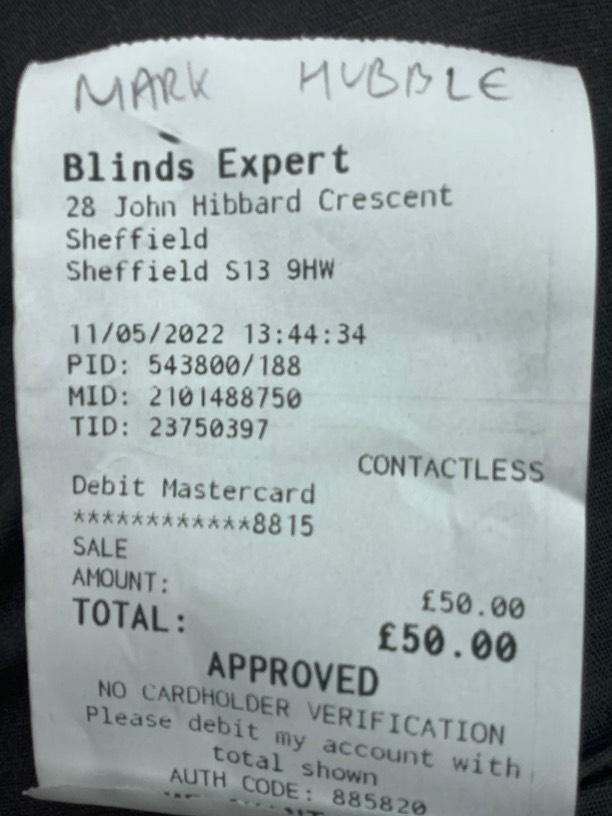 MARK HUBBLE
Blinds Expert
28 John Hibbard Crescent
Sheffield
Sheffield S13 9HW
11/05/2022 13:44:34
PID: 543800/188
MID: 2101488750
TID: 23750397
CONTACTLESS
Debit Mastercard
************8815
SALE
AMOUNT: £50.00
TOTAL: £50.00
APPROVED
NO CARDHOLDER VERIFICATION
Please debit my account with
total shown
AUTH CODE: 885820